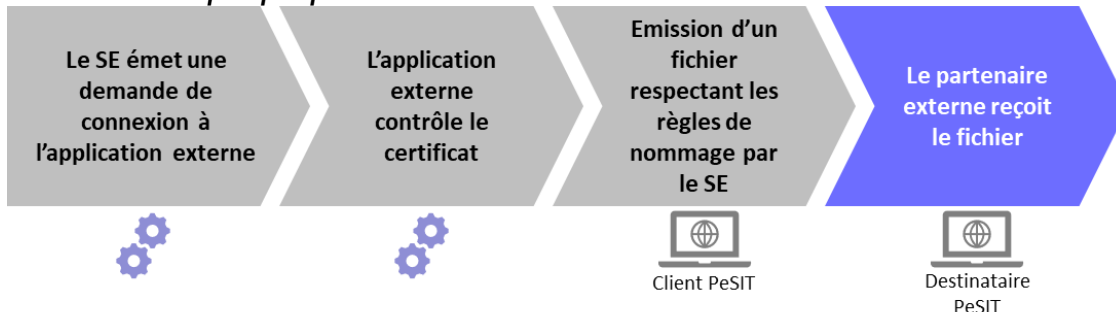 Le SE émet une
demande de
connexion à
l'application externe
L'application
externe
contrôle le
certificat
Emission d'un
fichier
respectant les
règles de
nommage par
le SE
Le partenaire
externe reçoit
le fichier
Client PeSIT
Destinataire
PeSIT